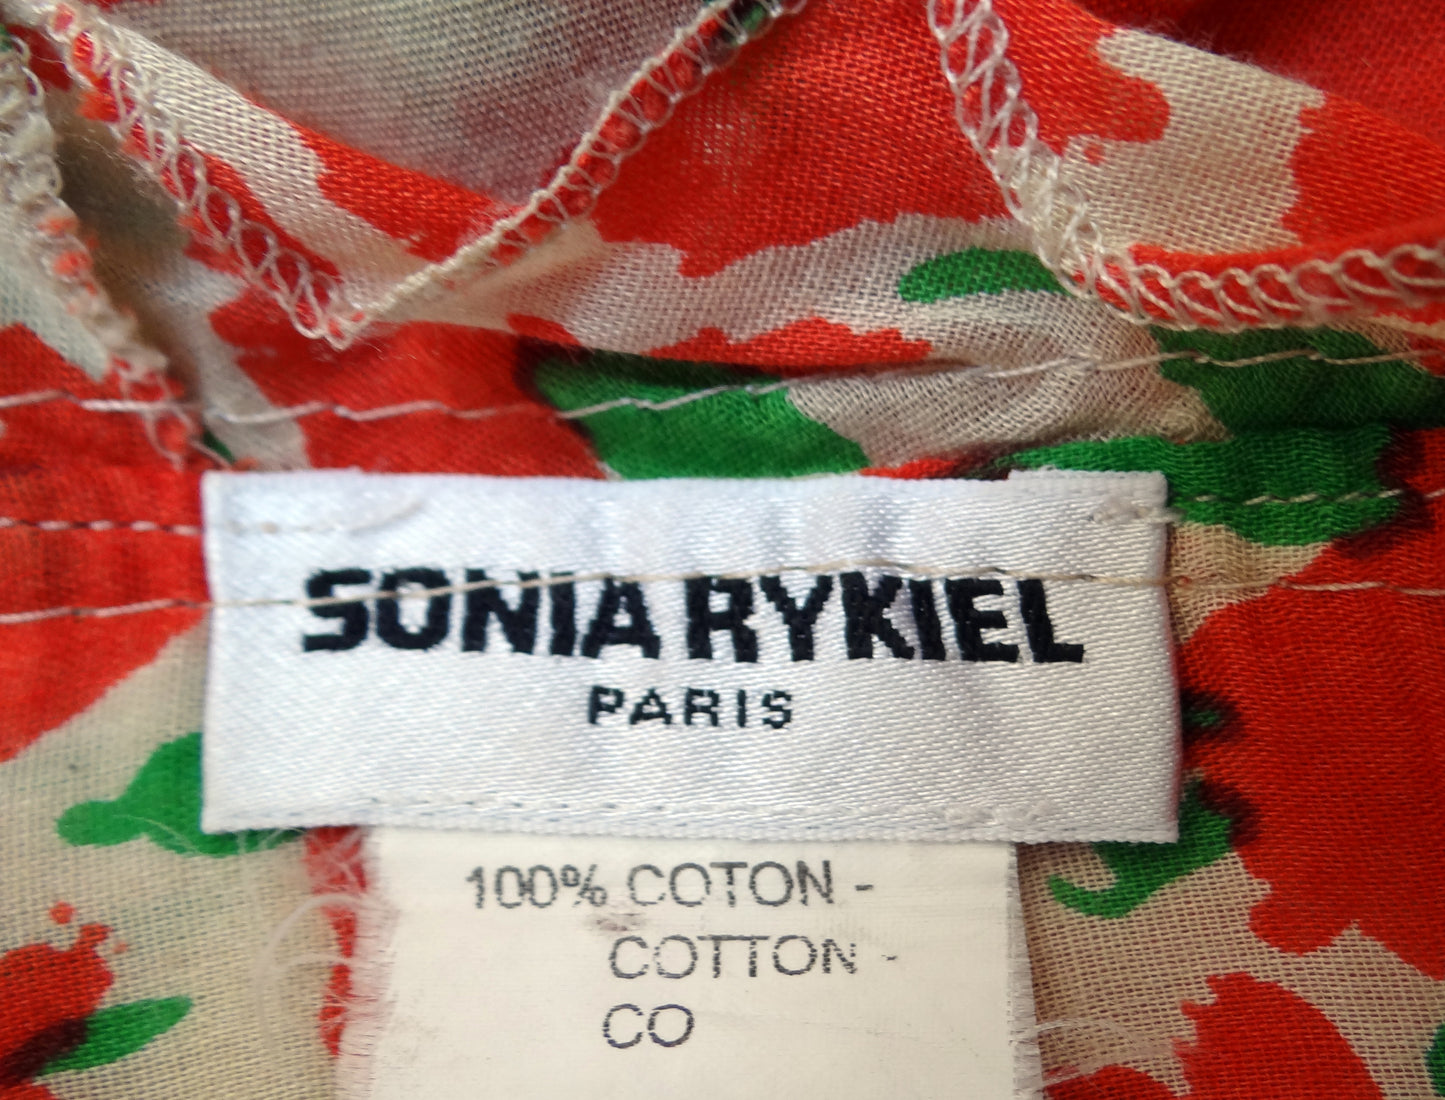 SONIA RYKIEL
PARIS
100% COTON -
COTTON -
CO